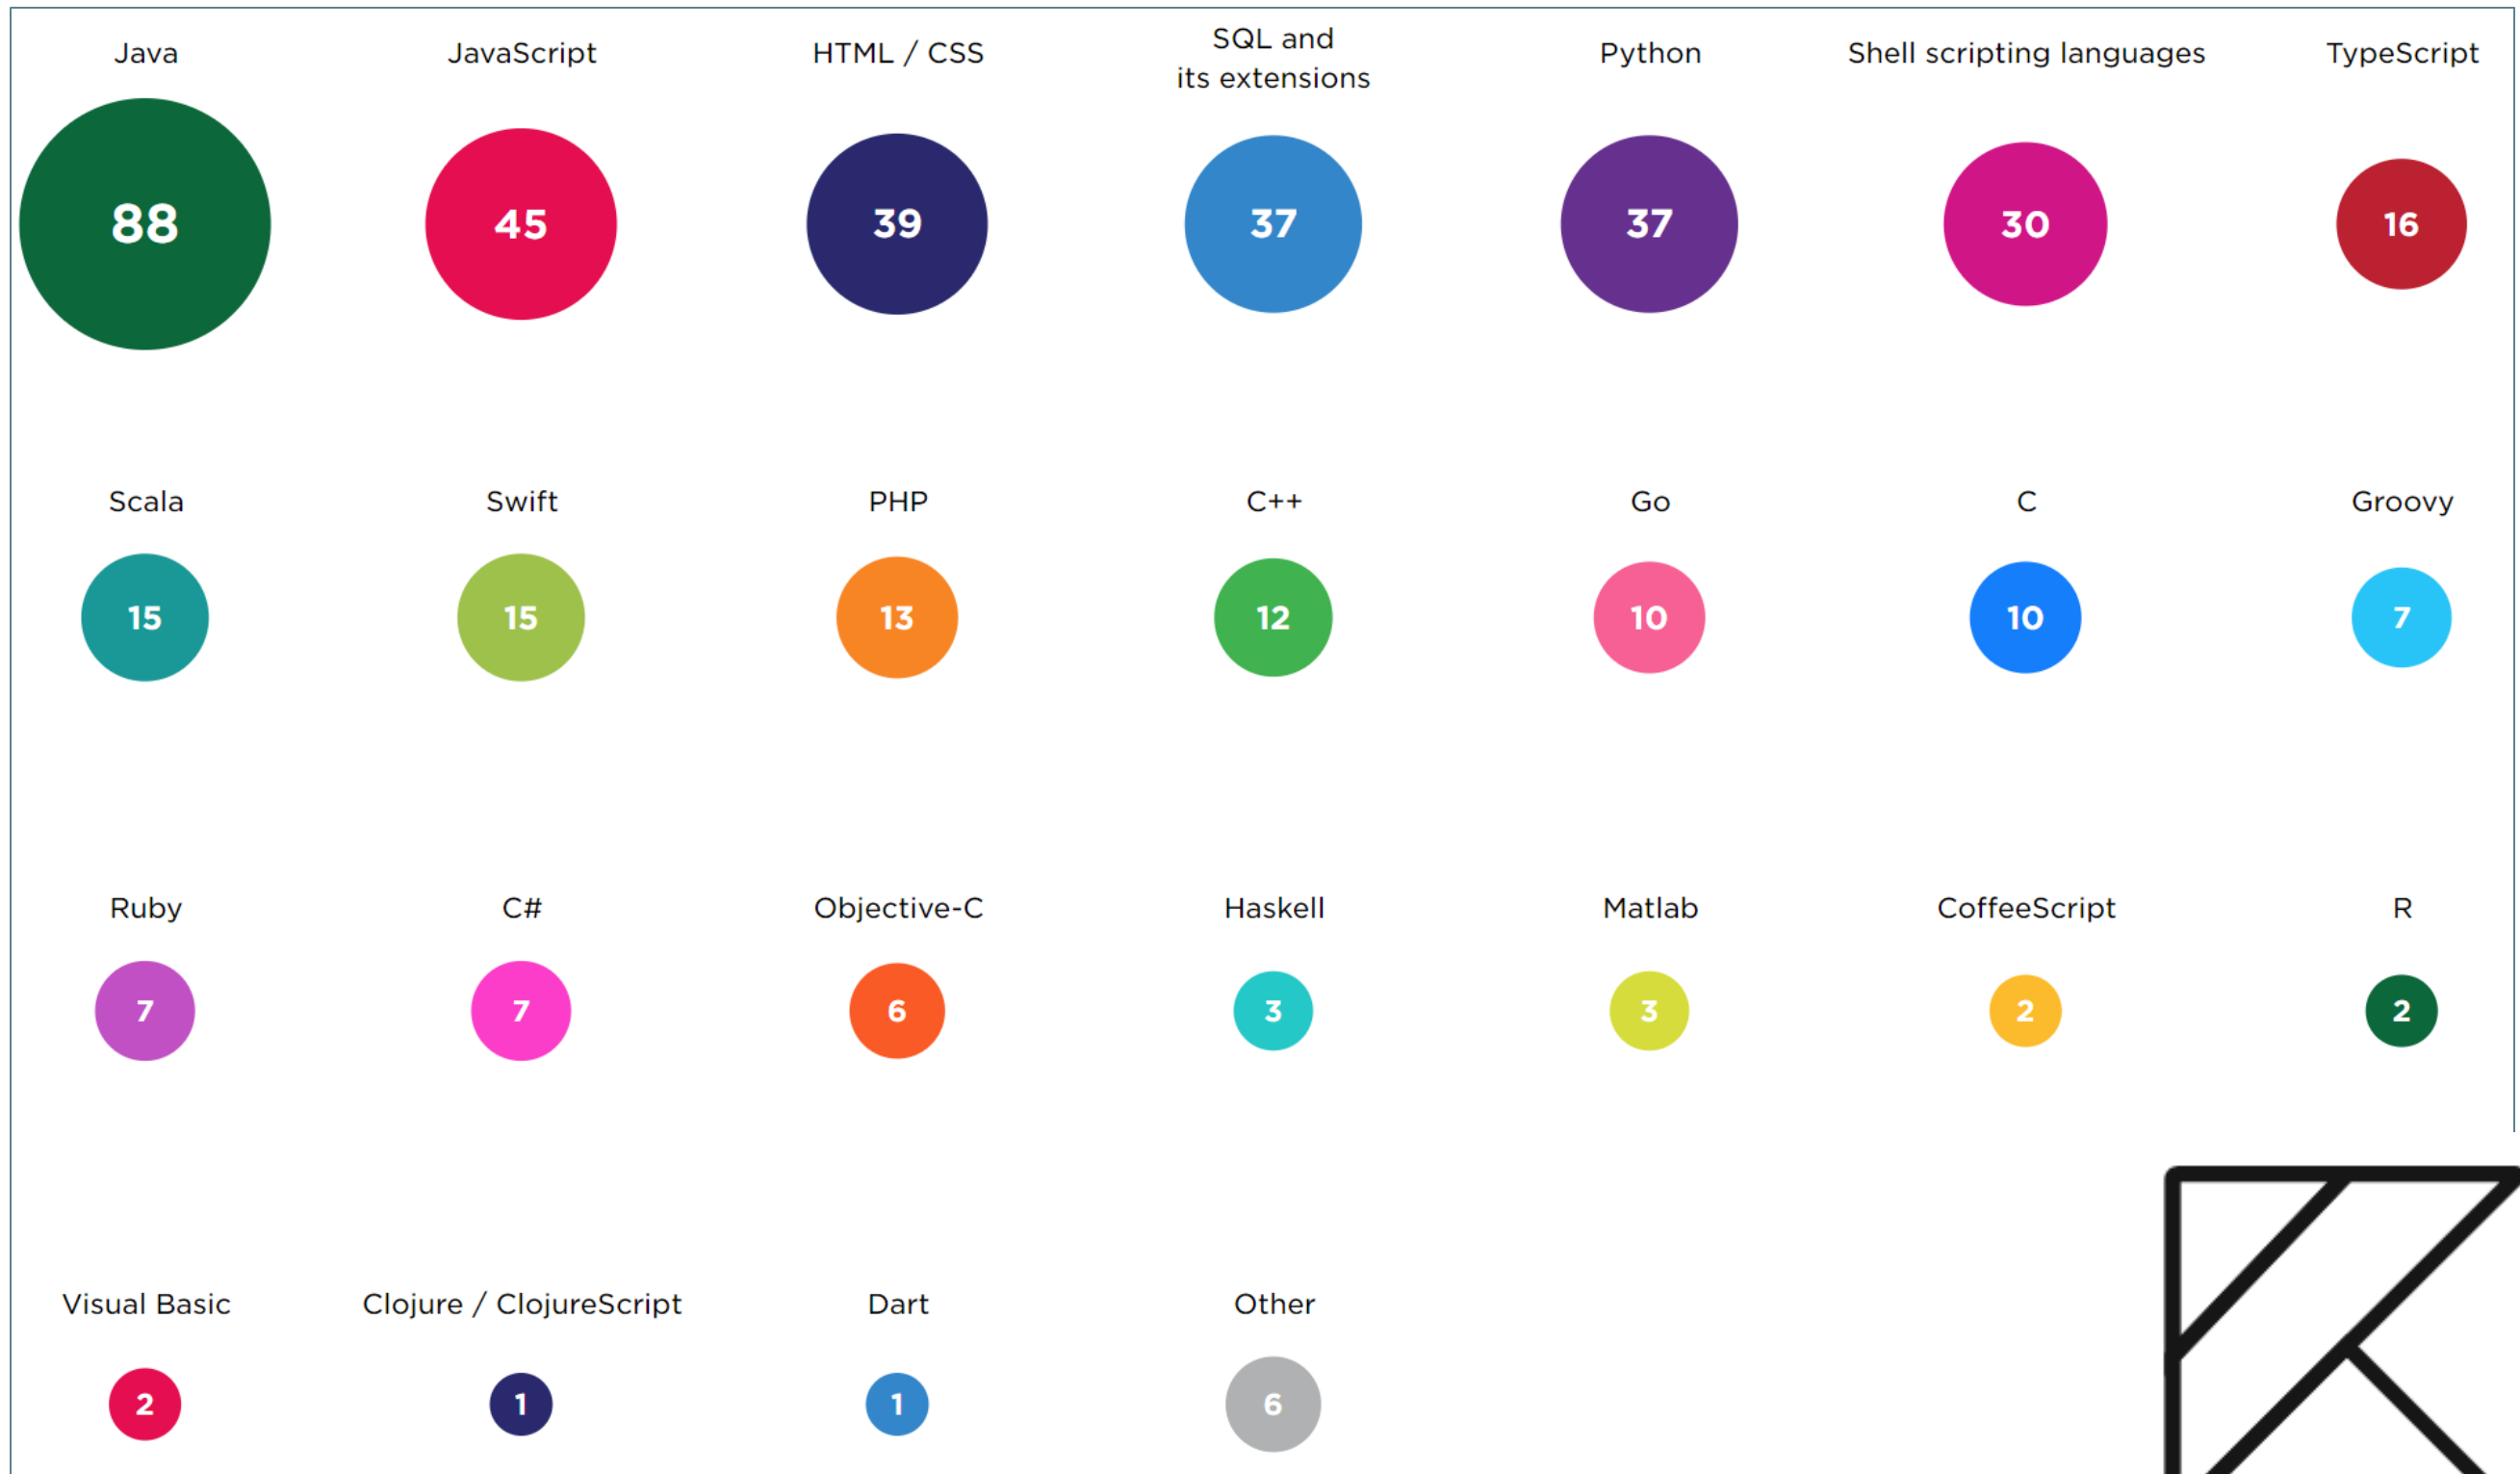 Java
JavaScript
HTML / CSS
SQL and
its extensions
Python
Shell scripting languages
TypeScript
88
45
39
37
37
30
16
Scala
Swift
PHP
C++
Go
C
Groovy
15
15
13
12
10
10
7
Ruby
C#
Objective-C
Haskell
Matlab
CoffeeScript
R
7
7
6
3
3
2
2
Visual Basic
Clojure / ClojureScript
Dart
Other
2
1
1
6